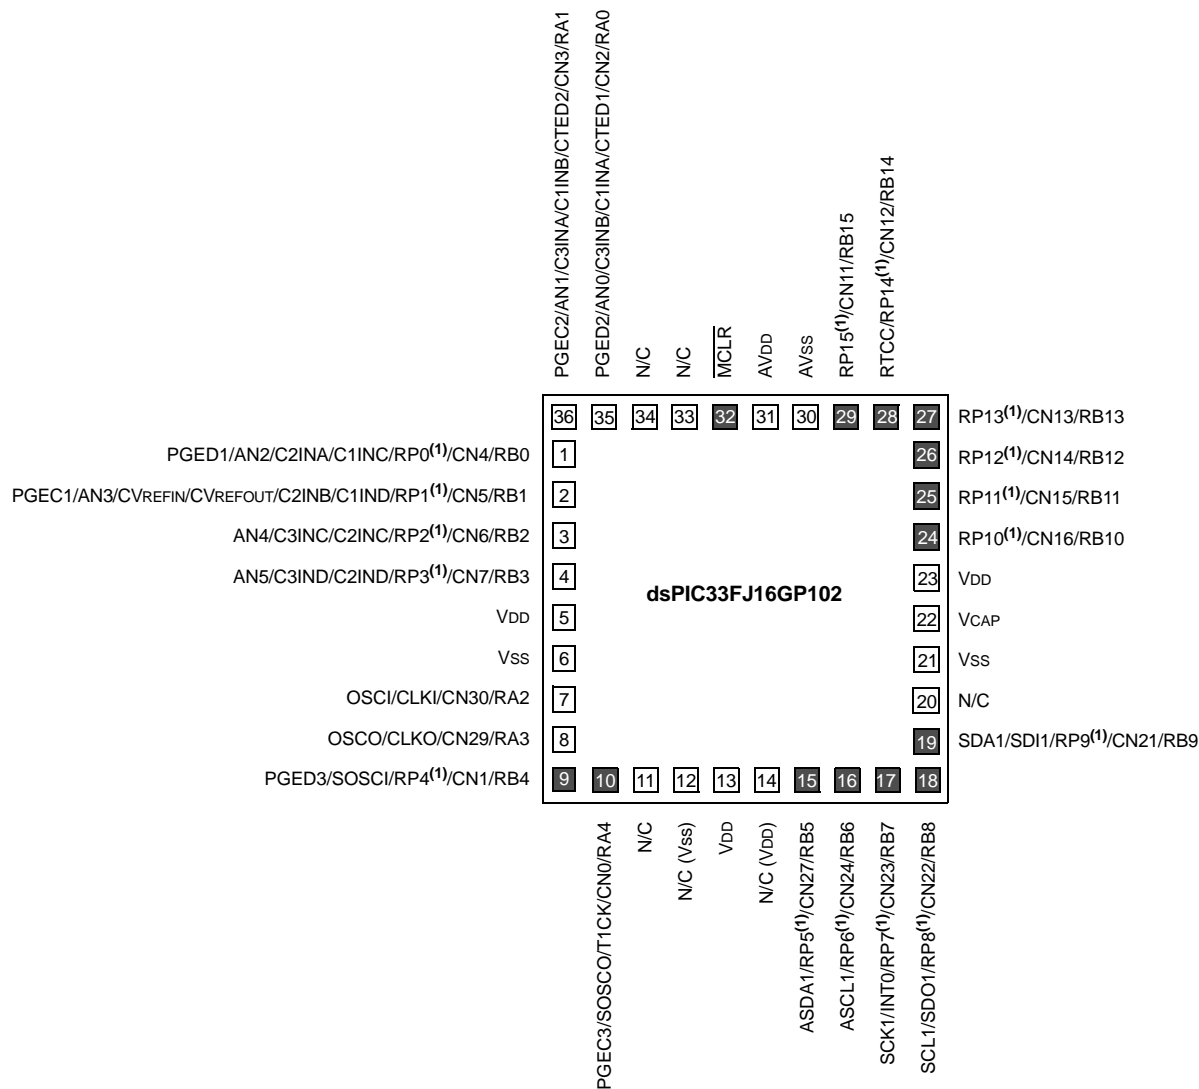 PGEC2/AN1/C3INA/C1INB/CTED2/CN3/RA1
PGED2/AN0/C3INB/C1INA/CTED1/CN2/RA0
N/C
N/C
MCLR
AVDD
AVSS
RP15(1)/CN11/RB15
RTCC/RP14(1)/CN12/RB14
36 35 34 33 32 31 30 29 28 27 RP13(1)/CN13/RB13
PGED1/AN2/C2INA/C1INC/RP0(1)/CN4/RB0 1
26 RP12(1)/CN14/RB12
PGEC1/AN3/CVREFIN/CVREFOUT/C2INB/C1IND/RP1(1)/CN5/RB1 2
25 RP11(1)/CN15/RB11
AN4/C3INC/C2INC/RP2(1)/CN6/RB2 3
24 RP10(1)/CN16/RB10
AN5/C3IND/C2IND/RP3(1)/CN7/RB3 4
23 VDD
dsPIC33FJ16GP102
VDD 5
22 VCAP
VSS 6
21 VSS
OSCI/CLKI/CN30/RA2 7
20 N/C
OSCO/CLKO/CN29/RA3 8
19 SDA1/SDI1/RP9(1)/CN21/RB9
PGED3/SOSCI/RP4(1)/CN1/RB4 9 10 11 12 13 14 15 16 17 18
PGEC3/SOSCO/T1CK/CN0/RA4
N/C
N/C (VSS)
VDD
N/C (VDD)
ASDA1/RP5(1)/CN27/RB5
ASCL1/RP6(1)/CN24/RB6
SCK1/INT0/RP7(1)/CN23/RB7
SCL1/SDO1/RP8(1)/CN22/RB8